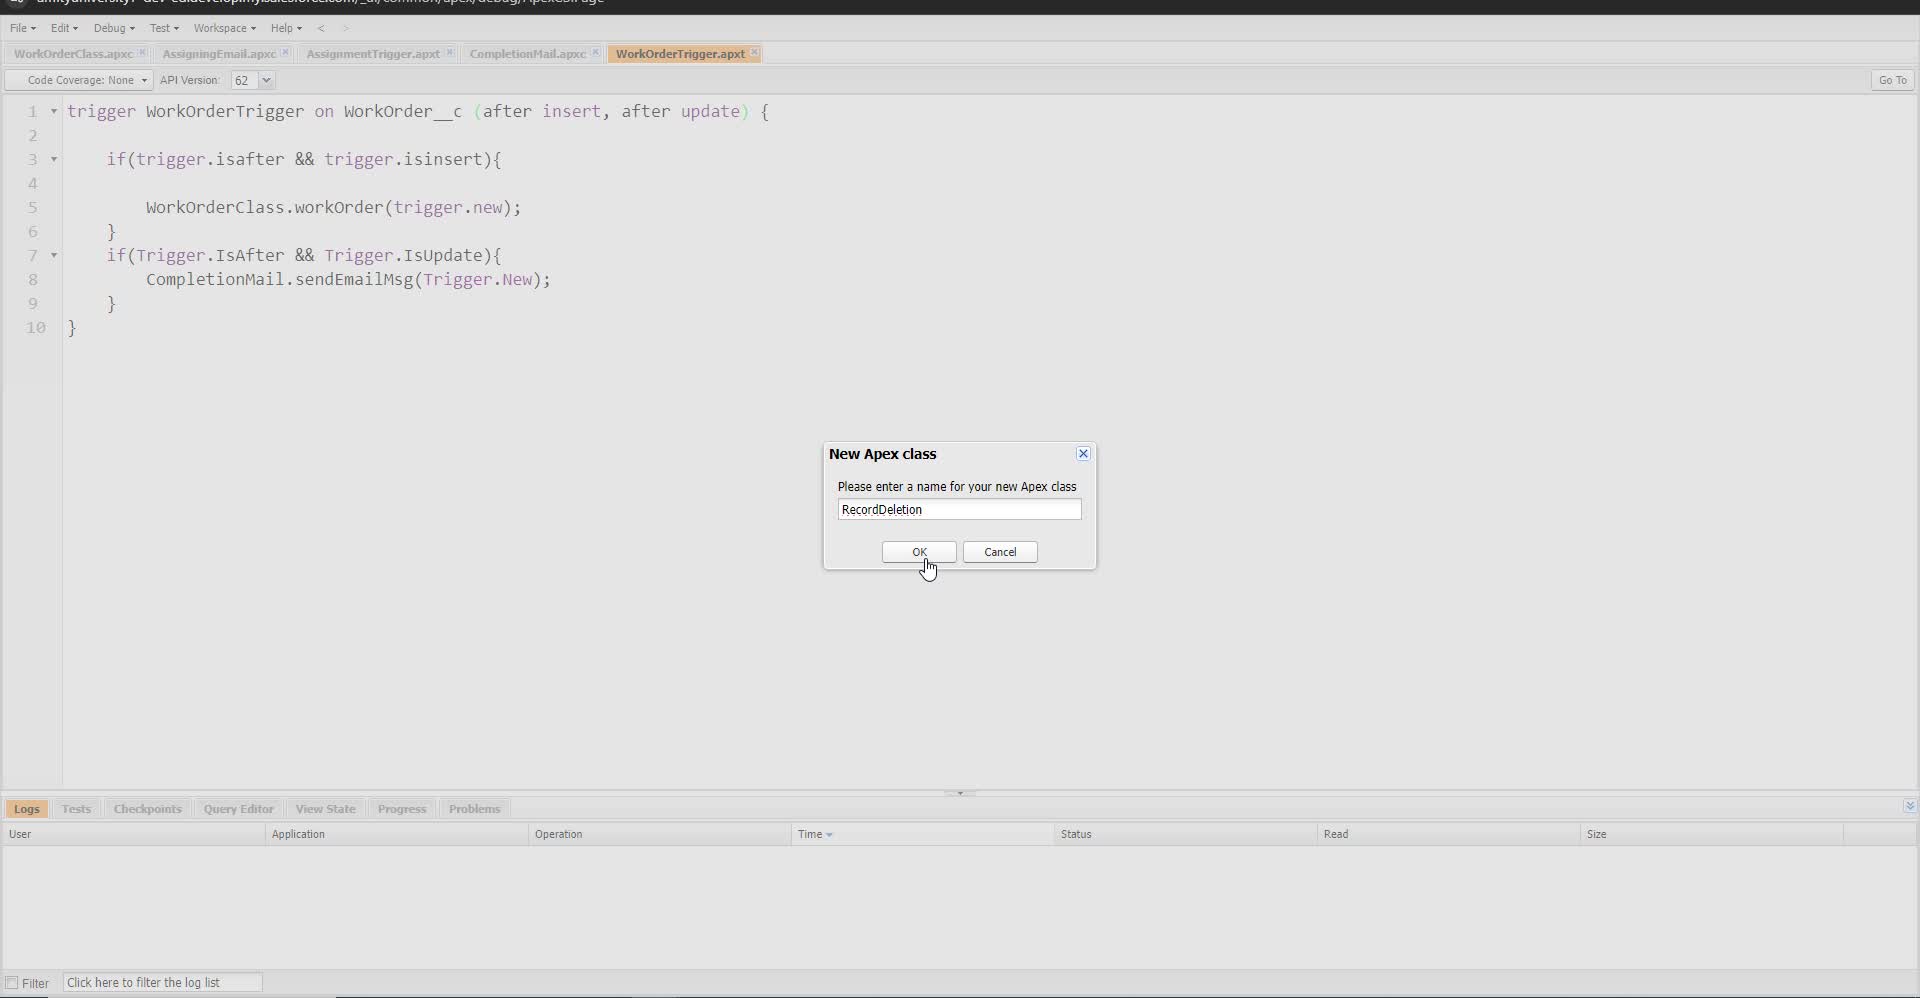 File Edit Debug Test Workspace Help < >
WorkOrderClass.apxc AssigningEmail.apxc AssignmentTrigger.apxt CompletionMail.apxc WorkOrderTrigger.apxt
Code Coverage: None API Version: 62 Go To
1 trigger WorkOrderTrigger on WorkOrder__c (after insert, after update) {
2
3 if(trigger.isafter && trigger.isinsert){
4
5 WorkOrderClass.workOrder(trigger.new);
6 }
7 if(Trigger.IsAfter && Trigger.IsUpdate){
8 CompletionMail.sendEmailMsg(Trigger.New);
9 }
10 }
New Apex class
Please enter a name for your new Apex class
RecordDeletion
OK Cancel
Logs Tests Checkpoints Query Editor View State Progress Problems
User Application Operation Time Status Read Size
Filter Click here to filter the log list